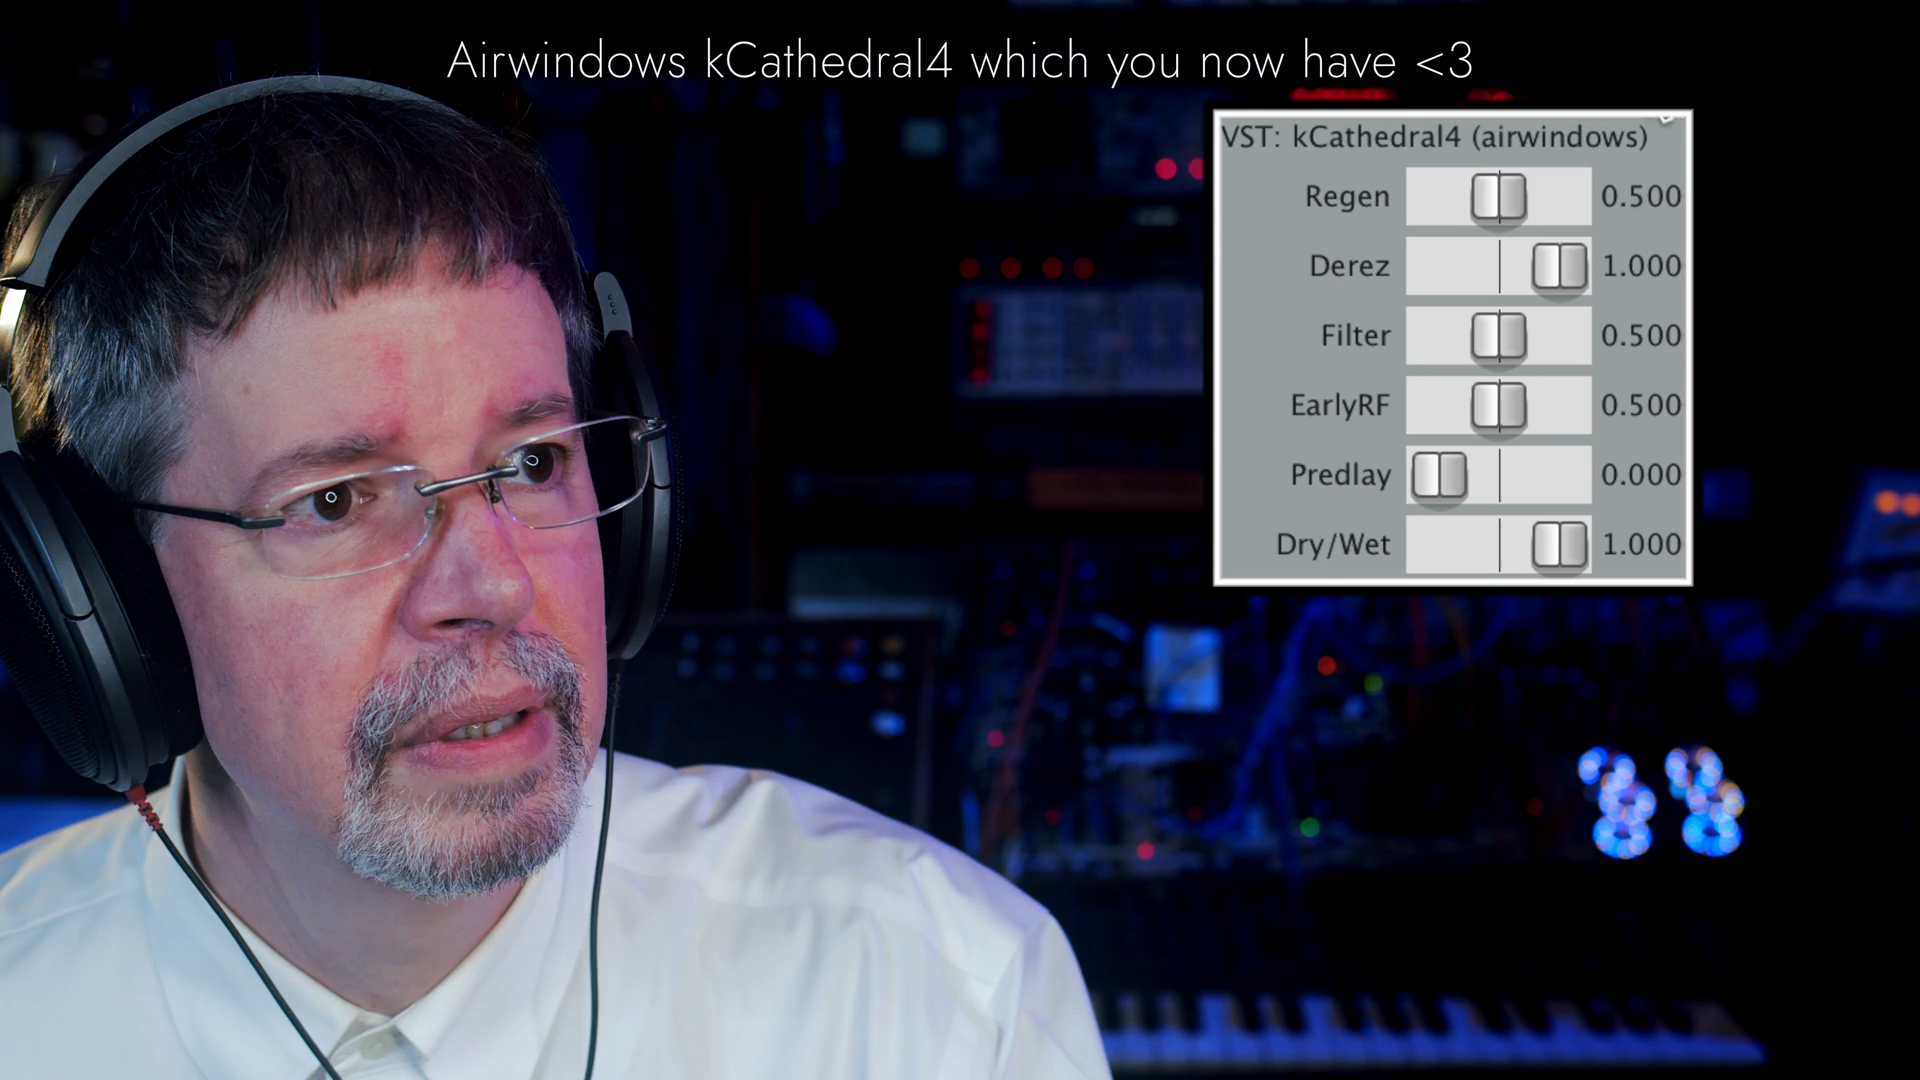 Airwindows kCathedral4 which you now have <3
VST: kCathedral4 (airwindows)
Regen 0.500
Derez 1.000
Filter 0.500
EarlyRF 0.500
Predlay 0.000
Dry/Wet 1.000